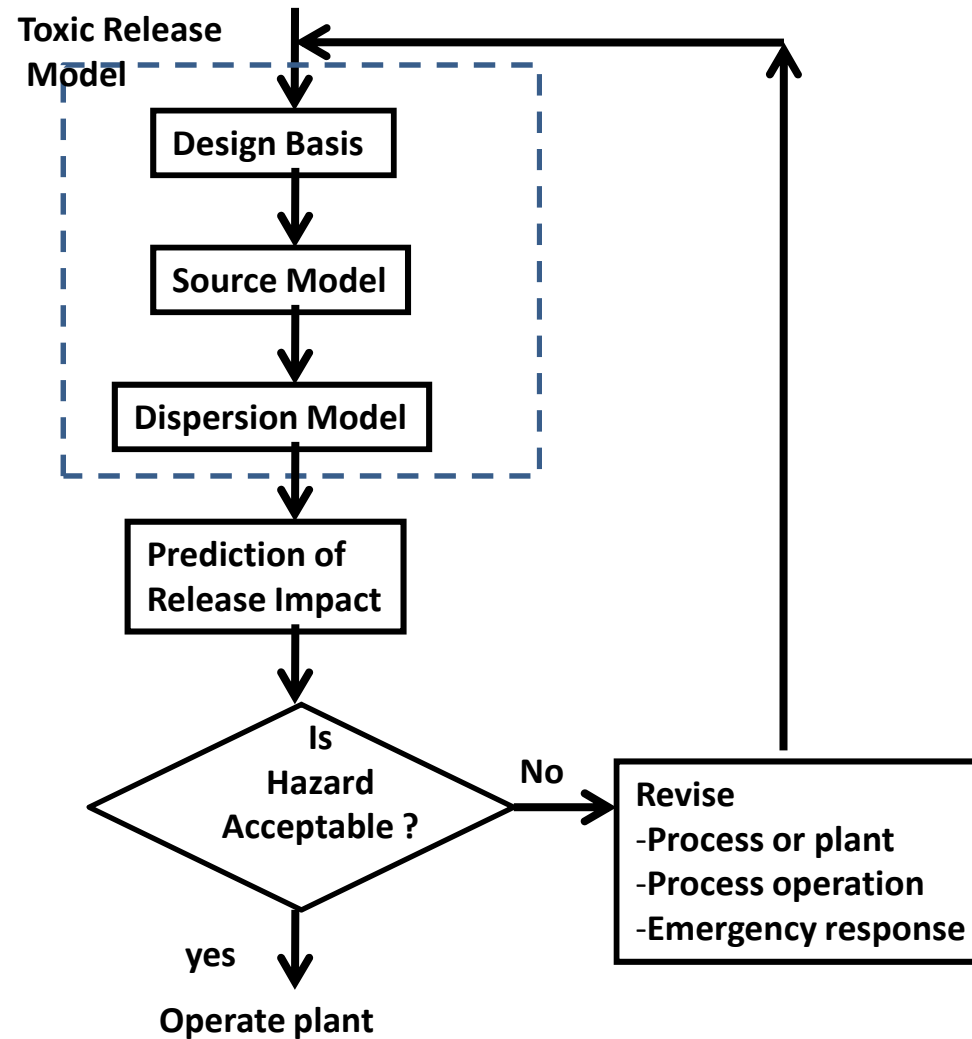 Toxic Release
Model
Design Basis
Source Model
Dispersion Model
Prediction of
Release Impact
Is
Hazard
Acceptable ?
No
Revise
-Process or plant
-Process operation
-Emergency response
yes
Operate plant